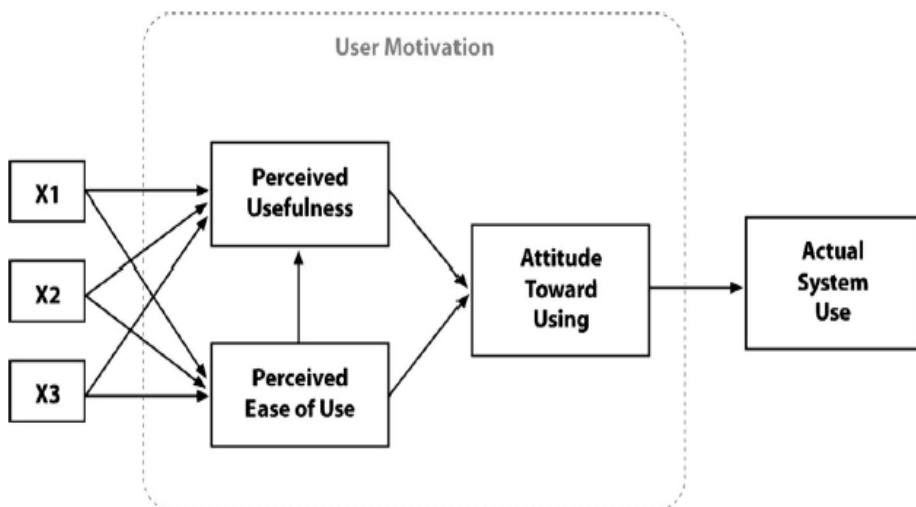 User Motivation
X1
X2
X3
Perceived
Usefulness
Perceived
Ease of Use
Attitude
Toward
Using
Actual
System
Use